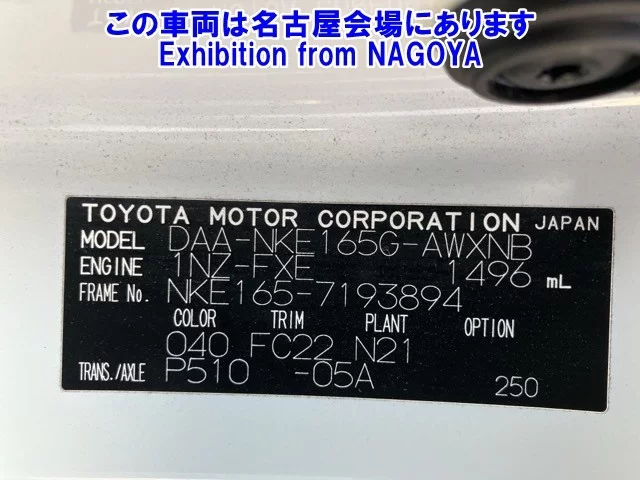 この車両は名古屋会場にあります
Exhibition from NAGOYA
TOYOTA MOTOR CORPORATION JAPAN
MODEL DAA-NKE165G-AWXNB
ENGINE 1NZ-FXE 1496 mL
FRAME No. NKE165-7193894
COLOR TRIM PLANT OPTION
040 FC22 N21
TRANS./AXLE P510 -05A 250